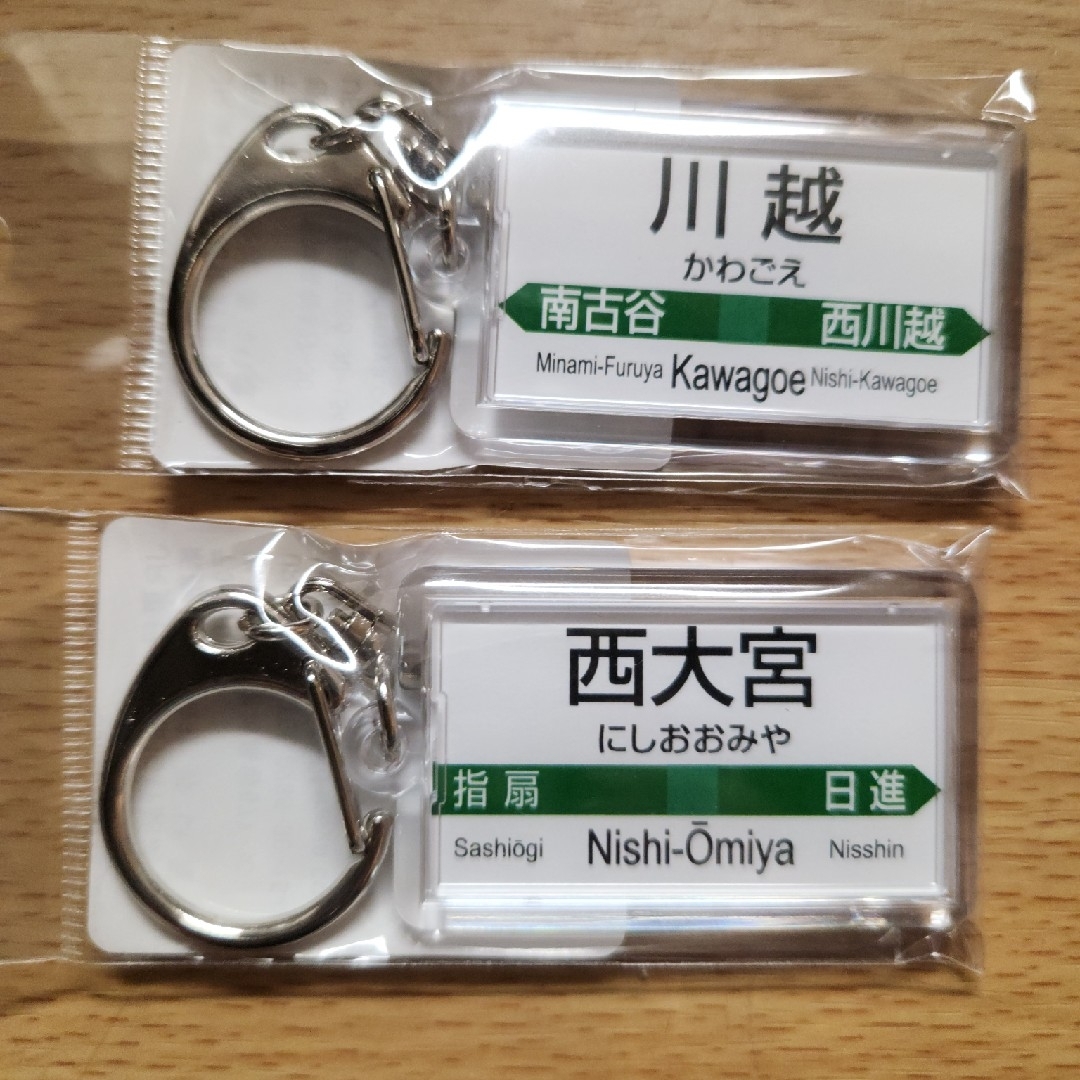 川越
かわごえ
南古谷 西川越
Minami-Furuya Kawagoe Nishi-Kawagoe
西大宮
にしおおみや
指扇 日進
Sashiōgi Nishi-Ōmiya Nisshin